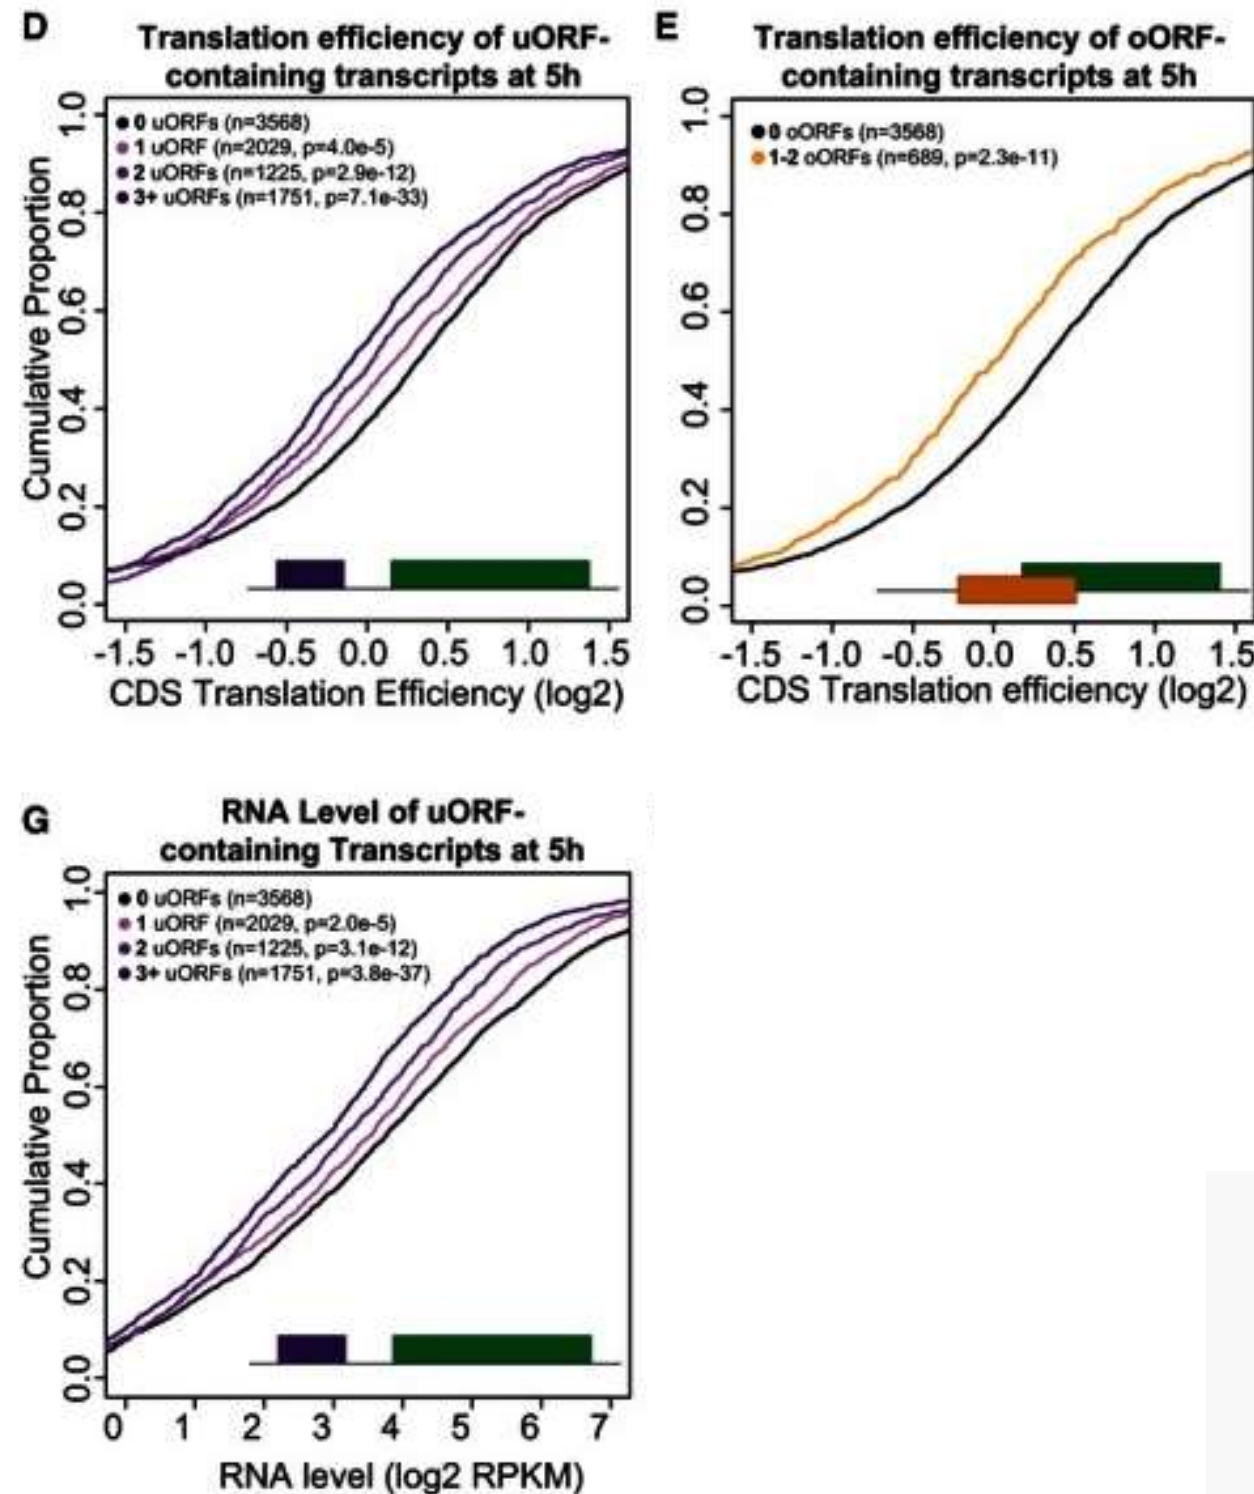 D
Translation efficiency of uORF-
containing transcripts at 5h
0 uORFs (n=3568)
1 uORF (n=2029, p=4.0e-5)
2 uORFs (n=1225, p=2.9e-12)
3+ uORFs (n=1751, p=7.1e-33)
Cumulative Proportion
1.0
0.8
0.6
0.4
0.2
0.0
-1.5 -1.0 -0.5 0.0 0.5 1.0 1.5
CDS Translation Efficiency (log2)
E
Translation efficiency of oORF-
containing transcripts at 5h
0 oORFs (n=3568)
1-2 oORFs (n=689, p=2.3e-11)
1.0
0.8
0.6
0.4
0.2
0.0
-1.5 -1.0 -0.5 0.0 0.5 1.0 1.5
CDS Translation efficiency (log2)
G
RNA Level of uORF-
containing Transcripts at 5h
0 uORFs (n=3568)
1 uORF (n=2029, p=2.0e-5)
2 uORFs (n=1225, p=3.1e-12)
3+ uORFs (n=1751, p=3.8e-37)
Cumulative Proportion
1.0
0.8
0.6
0.4
0.2
0.0
0 1 2 3 4 5 6 7
RNA level (log2 RPKM)